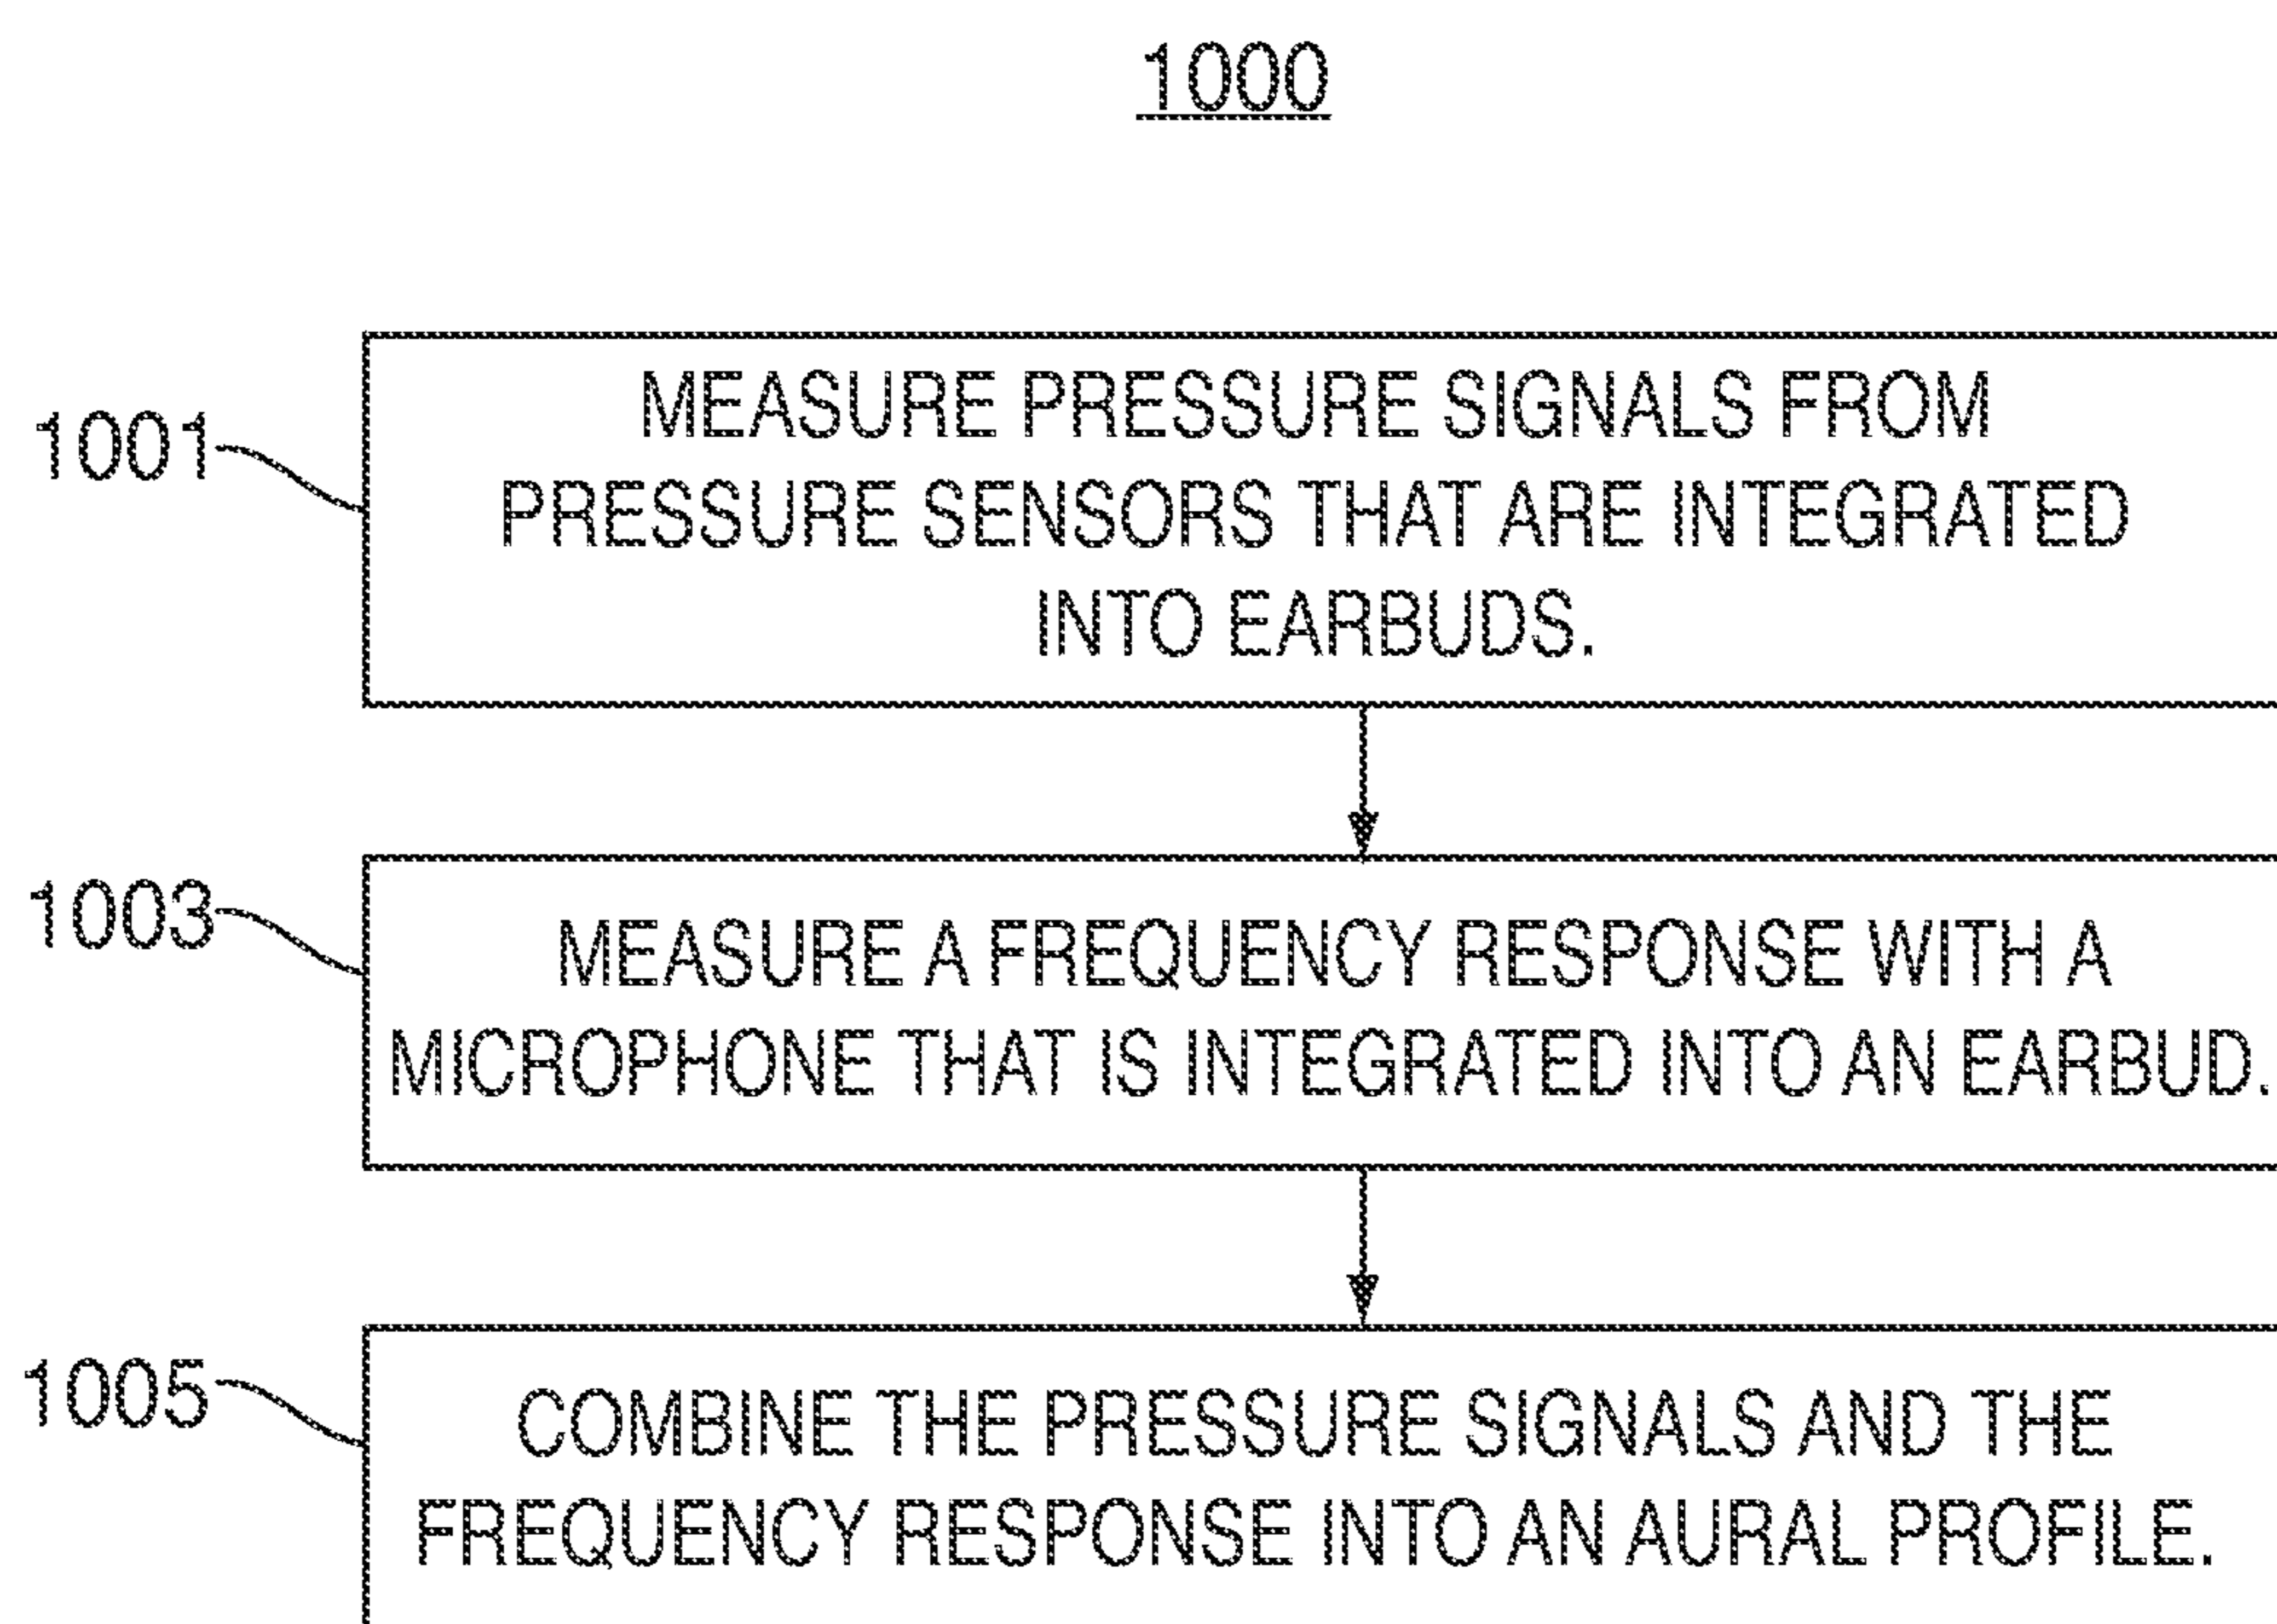 1000
1001
MEASURE PRESSURE SIGNALS FROM
PRESSURE SENSORS THAT ARE INTEGRATED
INTO EARBUDS.
1003
MEASURE A FREQUENCY RESPONSE WITH A
MICROPHONE THAT IS INTEGRATED INTO AN EARBUD.
1005
COMBINE THE PRESSURE SIGNALS AND THE
FREQUENCY RESPONSE INTO AN AURAL PROFILE.